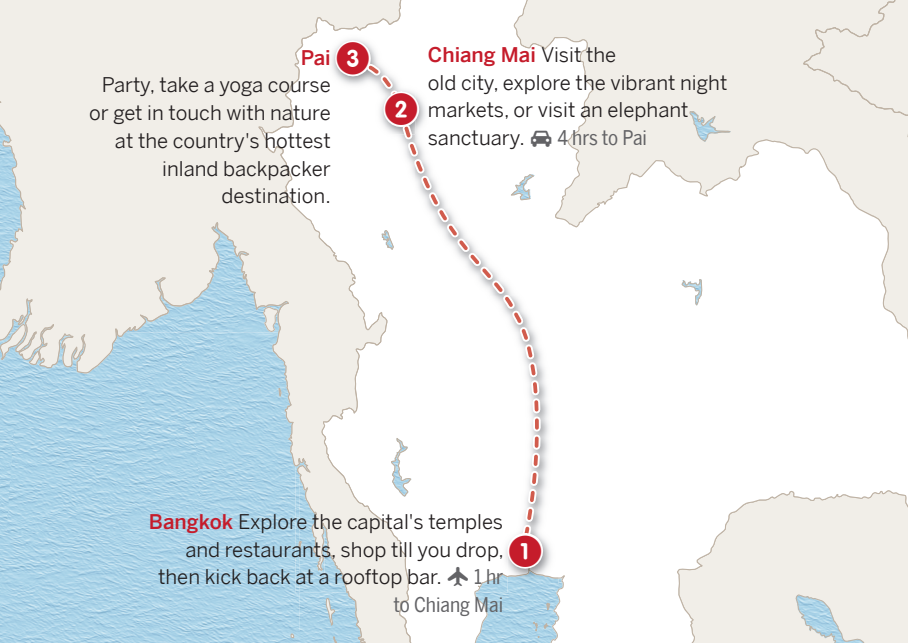 Pai 3
Party, take a yoga course
or get in touch with nature
at the country's hottest
inland backpacker
destination.
2
Chiang Mai Visit the
old city, explore the vibrant night
markets, or visit an elephant
sanctuary. 4 hrs to Pai
Bangkok Explore the capital's temples
and restaurants, shop till you drop,
then kick back at a rooftop bar. 1 hr
to Chiang Mai
1